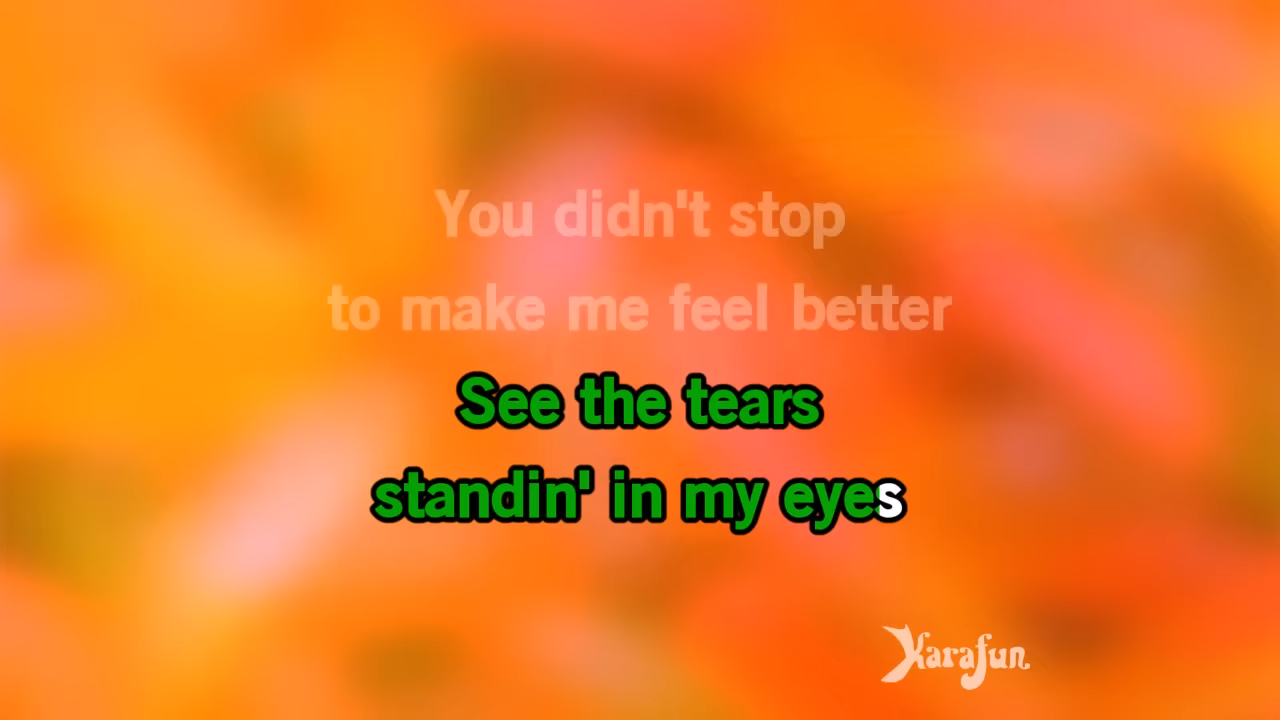 You didn't stop
to make me feel better
See the tears
standin' in my eyes
Karafun